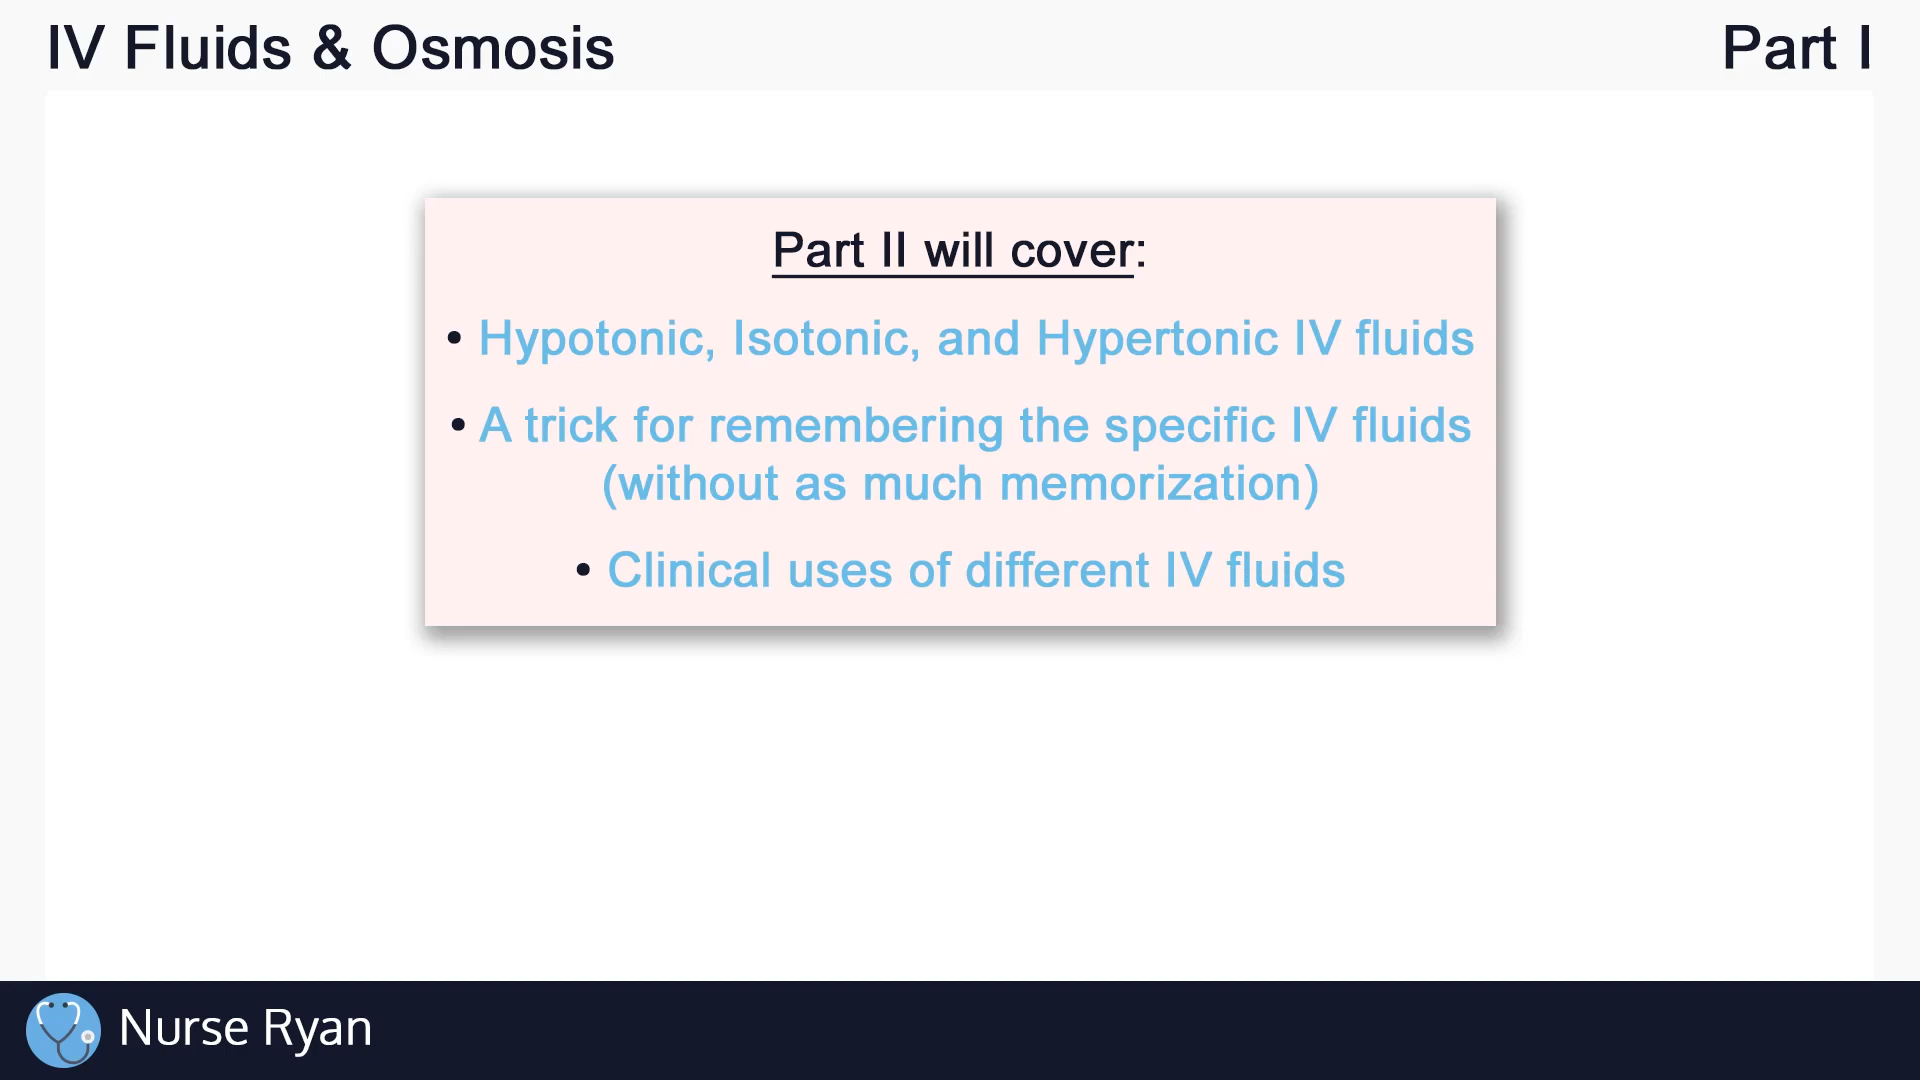 IV Fluids & Osmosis
Part I
Part II will cover:
• Hypotonic, Isotonic, and Hypertonic IV fluids
• A trick for remembering the specific IV fluids
(without as much memorization)
• Clinical uses of different IV fluids
Nurse Ryan